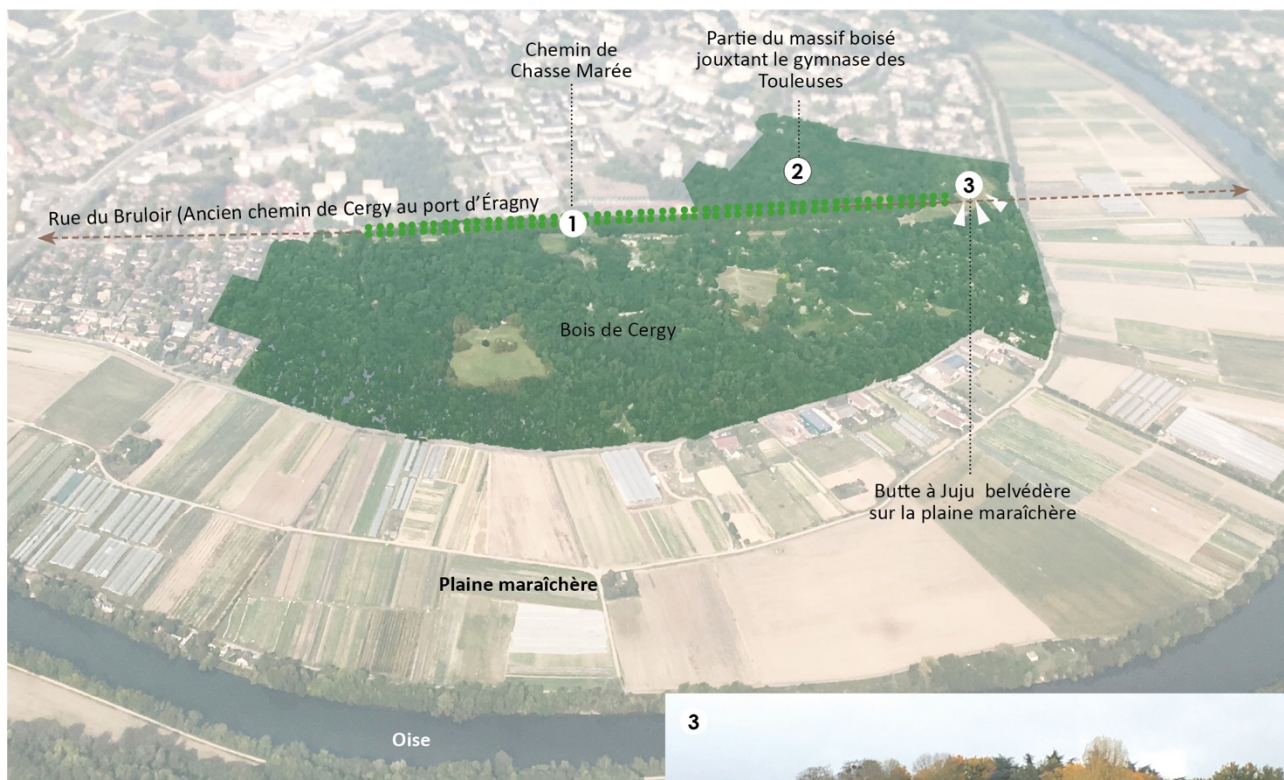 Chemin de
Chasse Marée
Partie du massif boisé
jouxtant le gymnase des
Touleuses
2
3
Rue du Bruloir (Ancien chemin de Cergy au port d’Éragny
1
Bois de Cergy
Butte à Juju belvédère
sur la plaine maraîchère
Plaine maraîchère
Oise
3